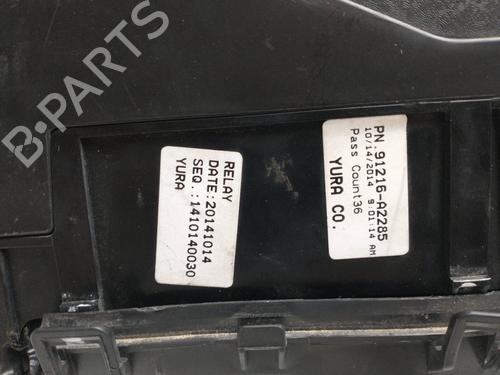 RELAY
DATE:20141014
SEQ.:1410140030
YURA
PN 91216-A2285
10/14/2014 9:01:14 AM
Pass Count36
YURA CO.
B-PARTS